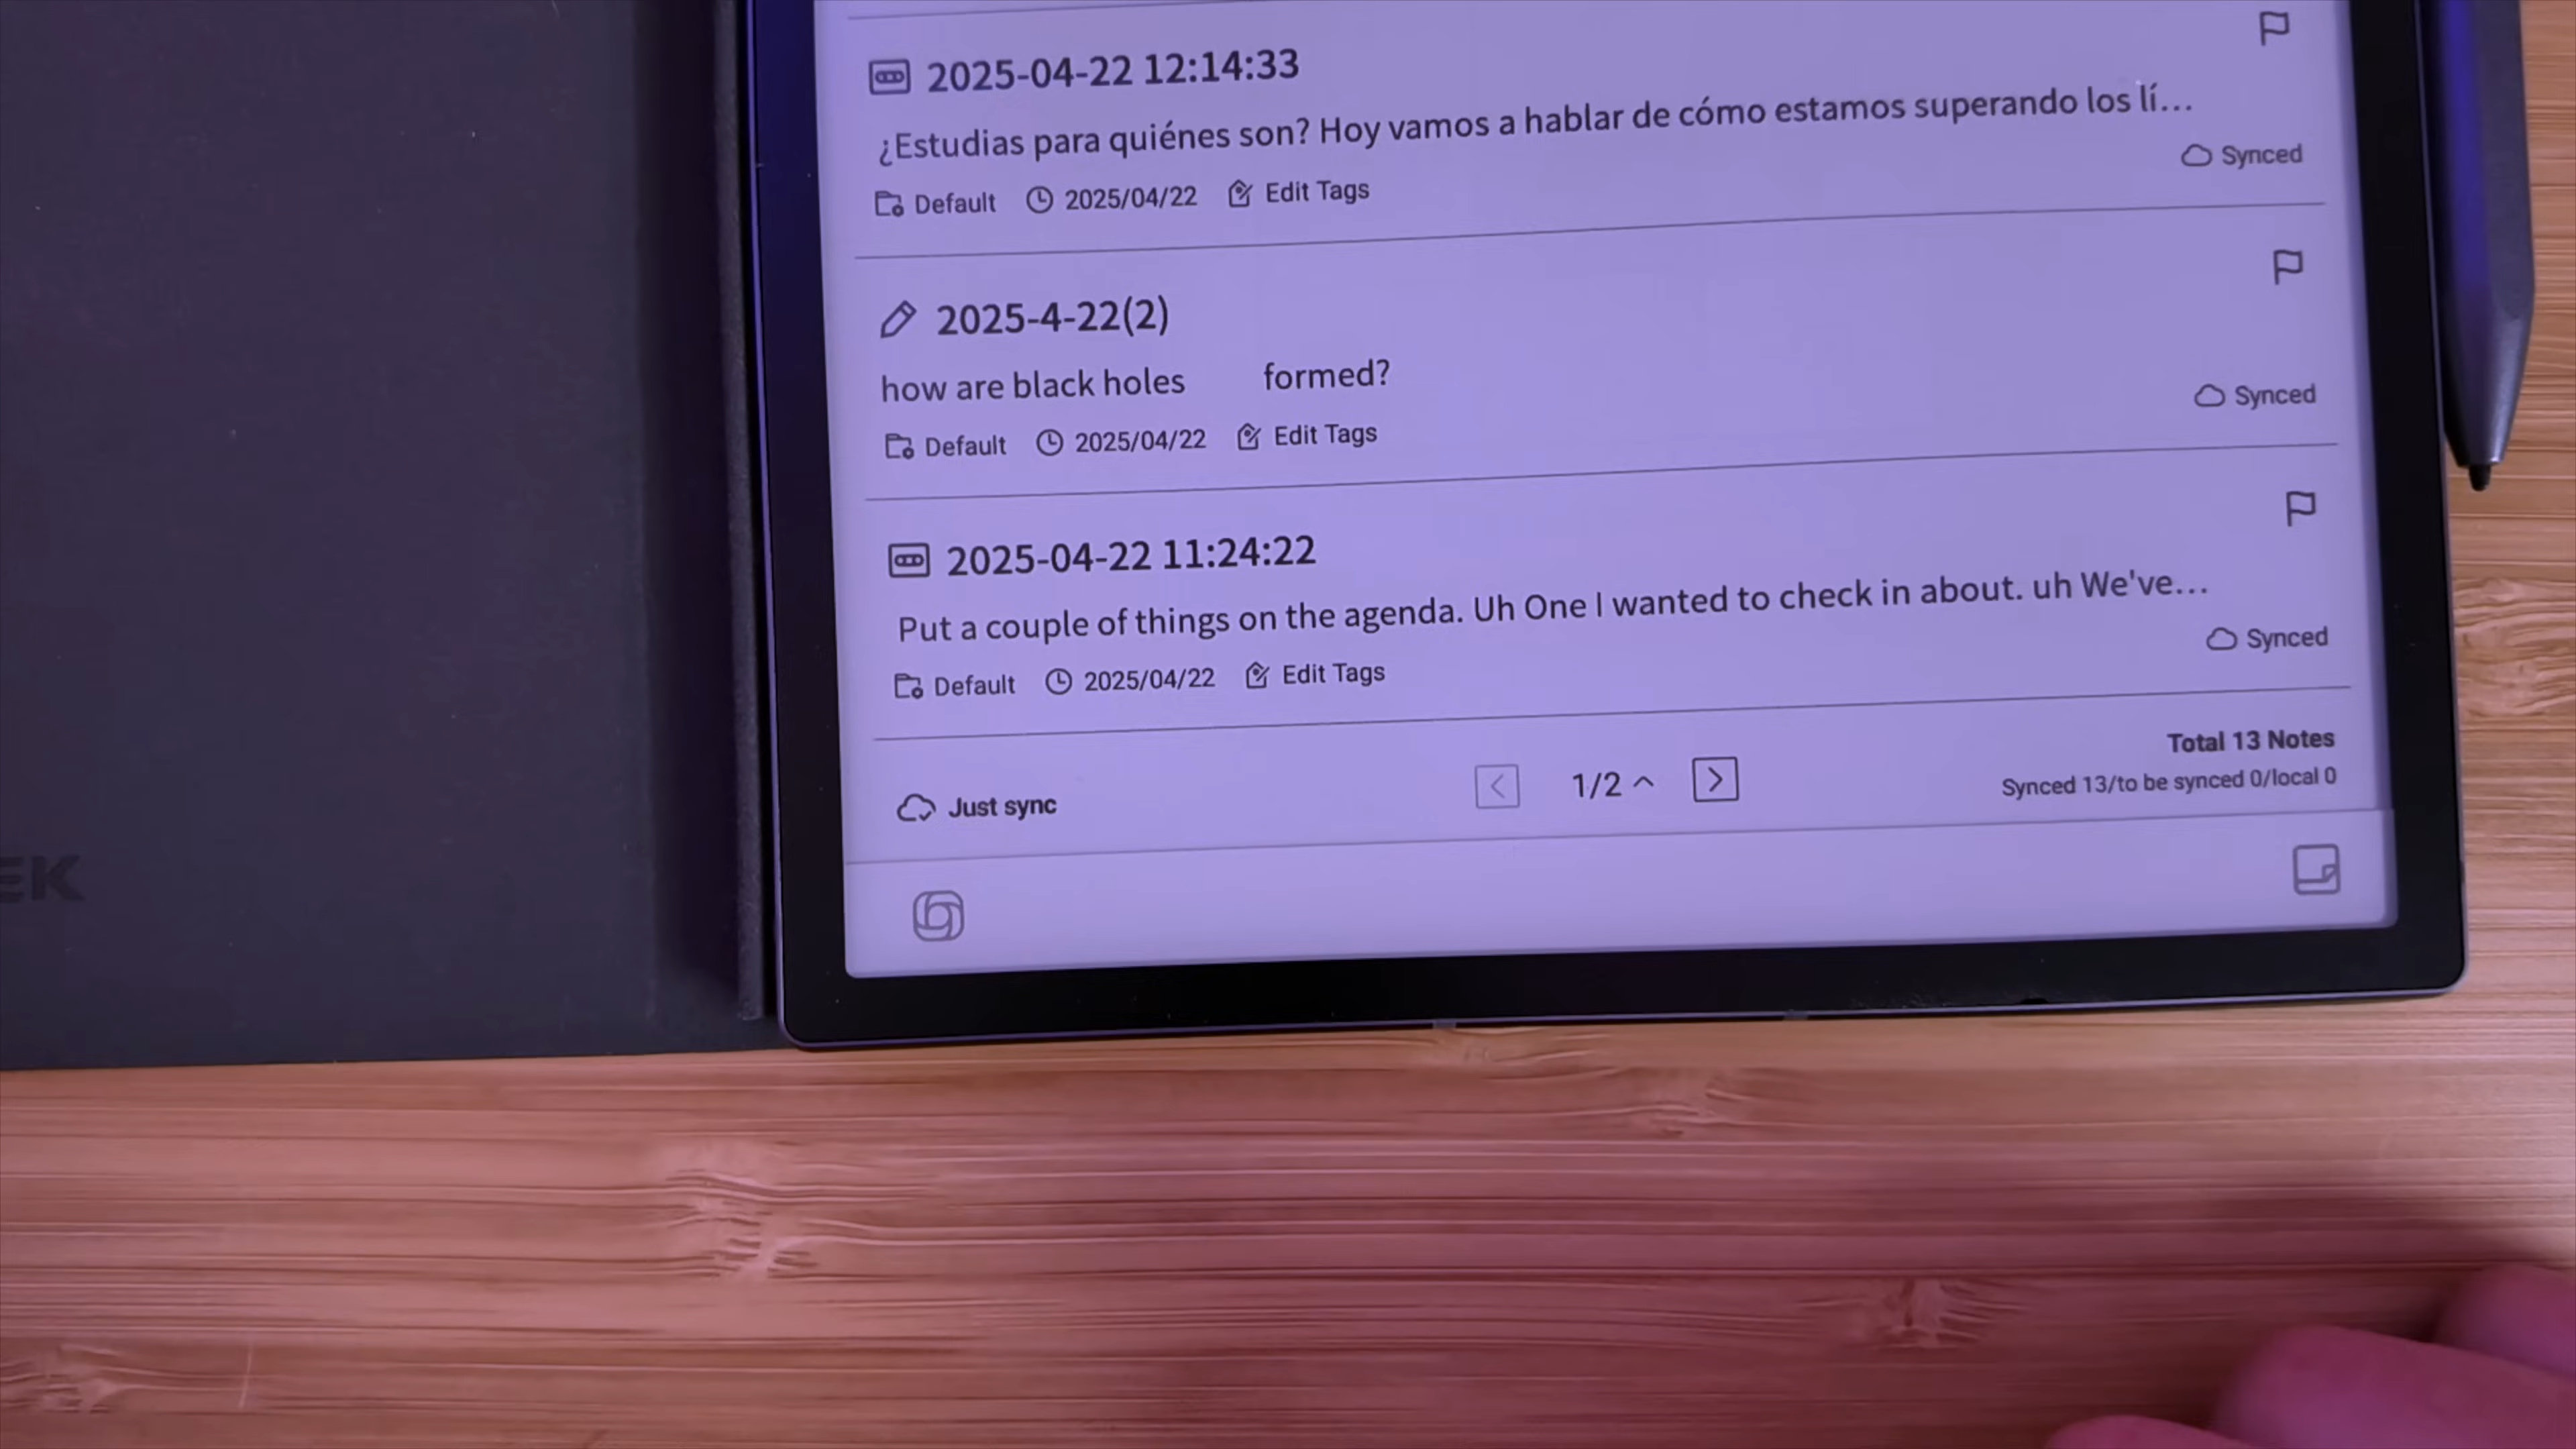 2025-04-22 12:14:33
¿Estudias para quiénes son? Hoy vamos a hablar de cómo estamos superando los lí...
Synced
Default 2025/04/22 Edit Tags
2025-4-22(2)
how are black holes formed?
Synced
Default 2025/04/22 Edit Tags
2025-04-22 11:24:22
Put a couple of things on the agenda. Uh One I wanted to check in about. uh We've...
Synced
Default 2025/04/22 Edit Tags
Total 13 Notes
Just sync
1/2
Synced 13/to be synced 0/local 0
EK